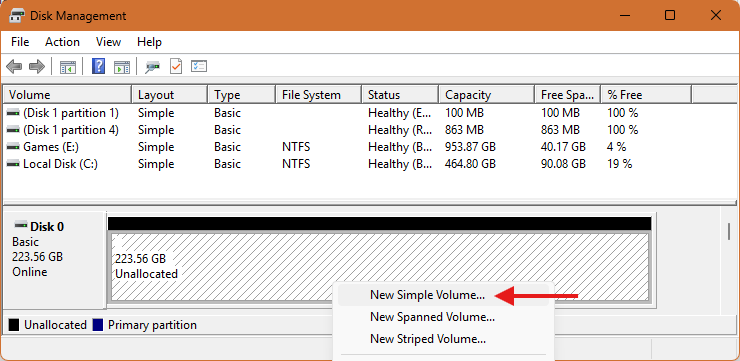 Disk Management
File Action View Help
Volume Layout Type File System Status Capacity Free Spa... % Free
(Disk 1 partition 1) Simple Basic Healthy (E... 100 MB 100 MB 100 %
(Disk 1 partition 4) Simple Basic Healthy (R... 863 MB 863 MB 100 %
Games (E:) Simple Basic NTFS Healthy (B... 953.87 GB 40.17 GB 4 %
Local Disk (C:) Simple Basic NTFS Healthy (B... 464.80 GB 90.08 GB 19 %
Disk 0
Basic
223.56 GB
Online
223.56 GB
Unallocated
New Simple Volume...
New Spanned Volume...
New Striped Volume...
Unallocated Primary partition